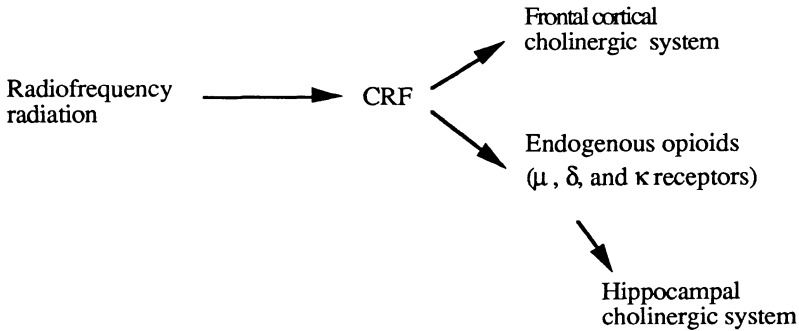 Frontal cortical
cholinergic system
Radiofrequency
radiation
CRF
Endogenous opioids
(μ, δ, and κ receptors)
Hippocampal
cholinergic system